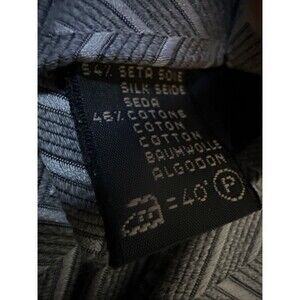 54% SETA SOIE
SILK SEIDE
SEDA
46% COTONE
COTON
COTTON
BAUMWOLLE
ALGODON
=40° P